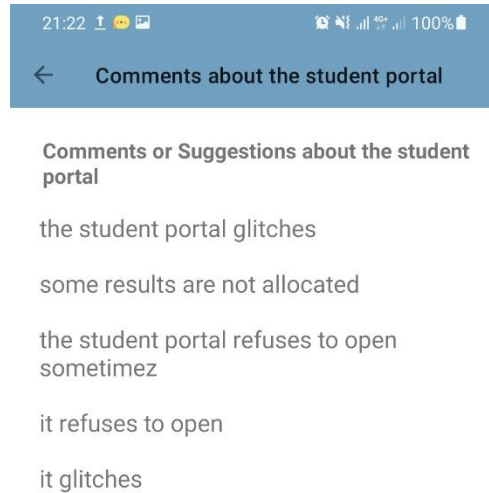 21:22 4G+ 100%
Comments about the student portal
Comments or Suggestions about the student
portal
the student portal glitches
some results are not allocated
the student portal refuses to open
sometimez
it refuses to open
it glitches